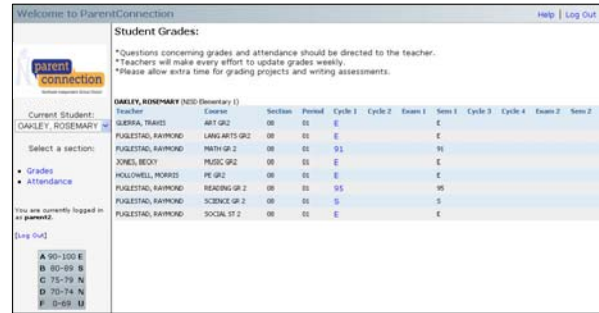 Welcome to ParentConnection
Help | Log Out
parent
connection
Current Student:
OAKLEY, ROSEMARY
Select a section:
• Grades
• Attendance
You are currently logged in
as parent2.
[Log Out]
A 90-100 E
B 80-89 S
C 75-79 N
D 70-74 N
F 0-69 U
Student Grades:
*Questions concerning grades and attendance should be directed to the teacher.
*Teachers will make every effort to update grades weekly.
*Please allow extra time for grading projects and writing assessments.
OAKLEY, ROSEMARY (NISD Elementary 1)
Teacher Course Section Period Cycle 1 Cycle 2 Exam 1 Sem 1 Cycle 3 Cycle 4 Exam 2 Sem 2
GUERRA, TRAVIS ART GR2 08 01 E E
PUGLESTAD, RAYMOND LANG ARTS GR2 08 01 E E
PUGLESTAD, RAYMOND MATH GR 2 08 01 91 91
JONES, BECKY MUSIC GR2 08 01 E E
HOLLOWELL, MORRIS PE GR2 08 01 E E
PUGLESTAD, RAYMOND READING GR 2 08 01 95 95
PUGLESTAD, RAYMOND SCIENCE GR 2 08 01 S S
PUGLESTAD, RAYMOND SOCIAL ST 2 08 01 E E